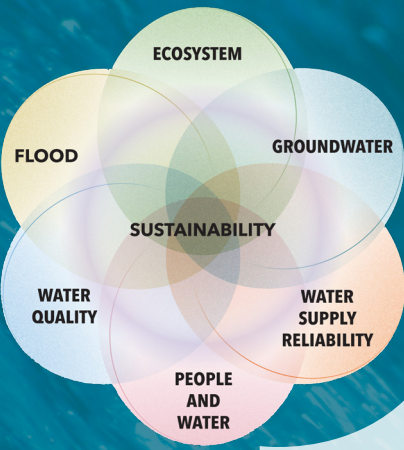 ECOSYSTEM
FLOOD
GROUNDWATER
SUSTAINABILITY
WATER
QUALITY
WATER
SUPPLY
RELIABILITY
PEOPLE
AND
WATER